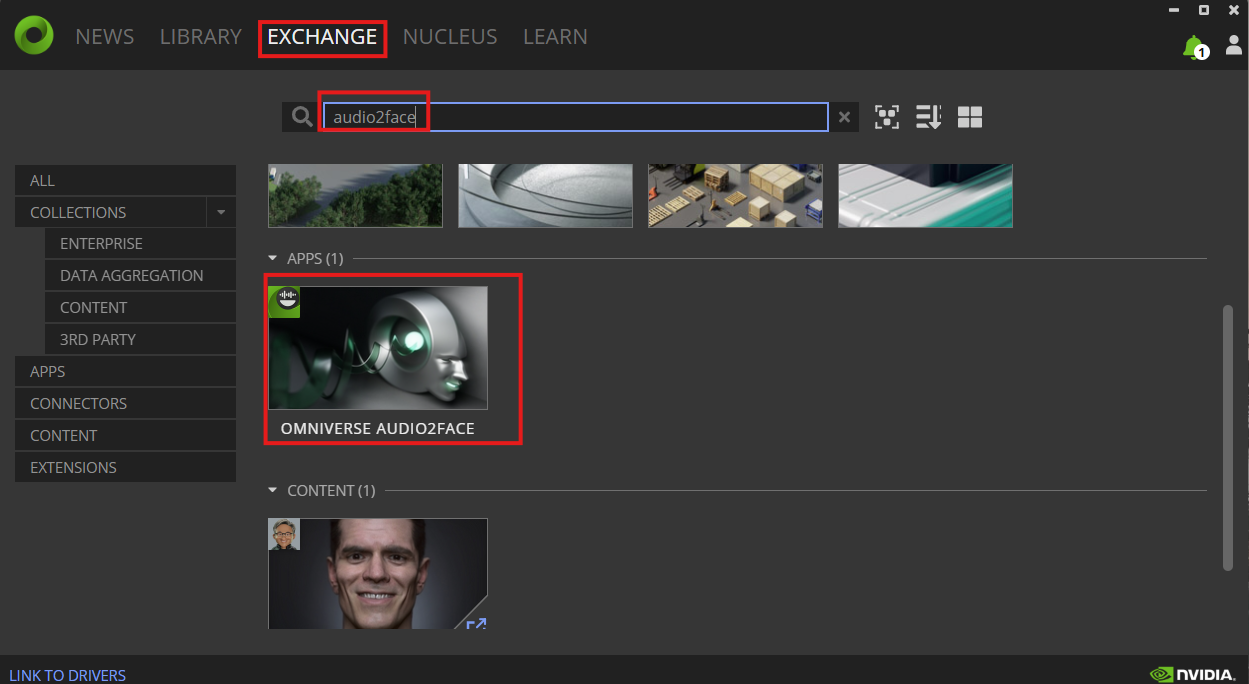 NEWS LIBRARY EXCHANGE NUCLEUS LEARN
1
audio2face
ALL
COLLECTIONS
ENTERPRISE
DATA AGGREGATION
CONTENT
3RD PARTY
APPS
CONNECTORS
CONTENT
EXTENSIONS
APPS (1)
OMNIVERSE AUDIO2FACE
CONTENT (1)
LINK TO DRIVERS
NVIDIA.